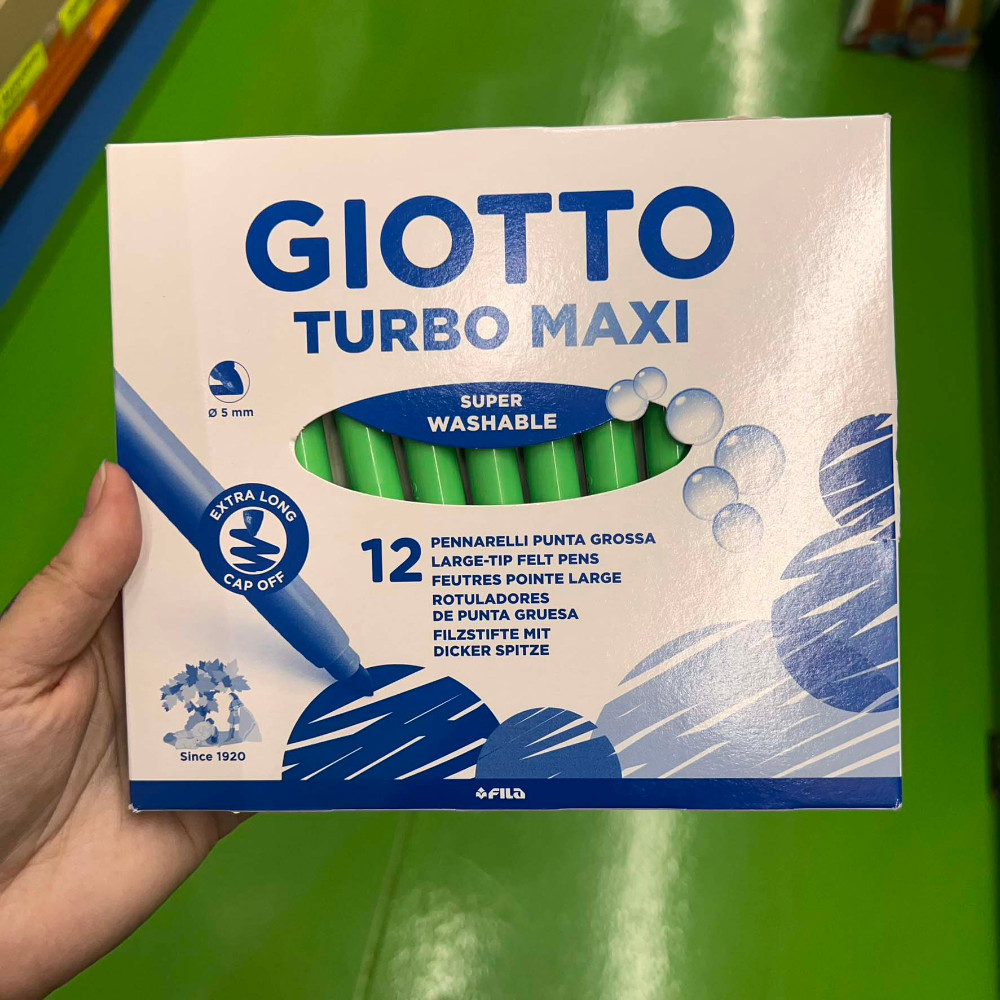 GIOTTO
TURBO MAXI
Ø 5 mm
SUPER
WASHABLE
EXTRA LONG
CAP OFF
12
PENNARELLI PUNTA GROSSA
LARGE-TIP FELT PENS
FEUTRES POINTE LARGE
ROTULADORES
DE PUNTA GRUESA
FILZSTIFTE MIT
DICKER SPITZE
Since 1920
FILA